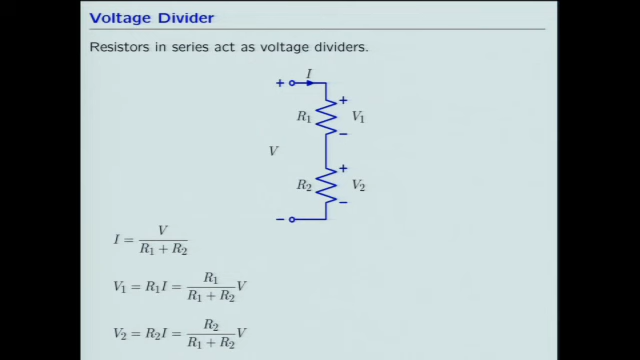 Voltage Divider
Resistors in series act as voltage dividers.
+ I
R₁ + V₁ −
V
R₂ + V₂ −
−
I = V / (R₁ + R₂)
V₁ = R₁I = R₁ / (R₁ + R₂) V
V₂ = R₂I = R₂ / (R₁ + R₂) V